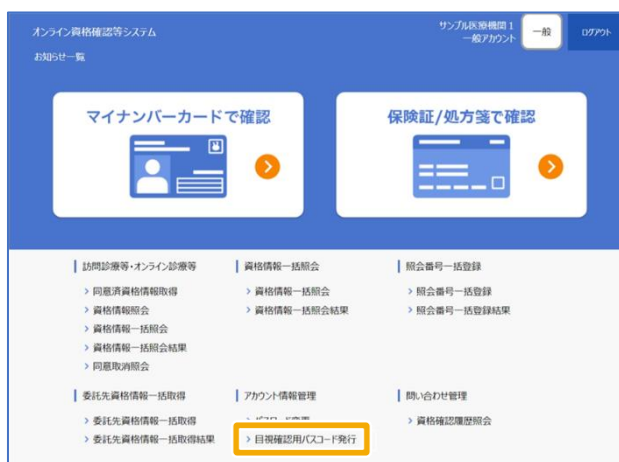 オンライン資格確認等システム
サンプル医療機関 1
一般アカウント
一般
ログアウト
お知らせ一覧
マイナンバーカードで確認
保険証/処方箋で確認
訪問診療等・オンライン診療等
同意済資格情報取得
資格情報照会
資格情報一括照会
資格情報一括照会結果
同意取消照会
資格情報一括照会
資格情報一括照会
資格情報一括照会結果
照会番号一括登録
照会番号一括登録
照会番号一括登録結果
委託先資格情報一括取得
委託先資格情報一括取得
委託先資格情報一括取得結果
アカウント情報管理
目視確認用パスコード発行
問い合わせ管理
資格確認履歴照会